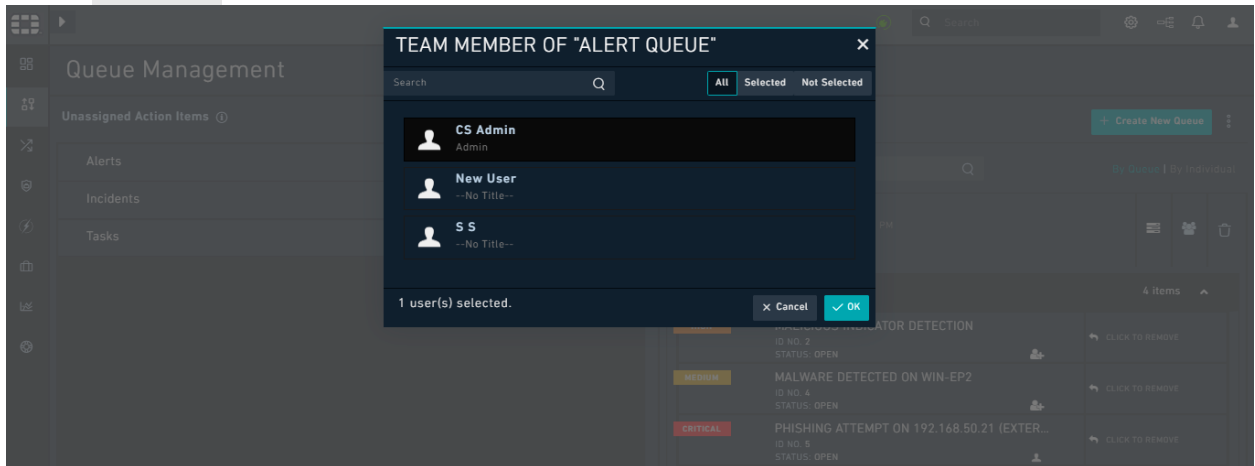 Search
Queue Management
Unassigned Action Items
Alerts
Incidents
Tasks
+ Create New Queue
By Queue | By Individual
TEAM MEMBER OF "ALERT QUEUE"
Search
All Selected Not Selected
CS Admin
Admin
New User
--No Title--
S S
--No Title--
1 user(s) selected.
Cancel
OK
4 items
MALICIOUS INDICATOR DETECTION
ID NO. 2
STATUS: OPEN
CLICK TO REMOVE
MEDIUM
MALWARE DETECTED ON WIN-EP2
ID NO. 4
STATUS: OPEN
CLICK TO REMOVE
CRITICAL
PHISHING ATTEMPT ON 192.168.50.21 (EXTER...
ID NO. 5
STATUS: OPEN
CLICK TO REMOVE